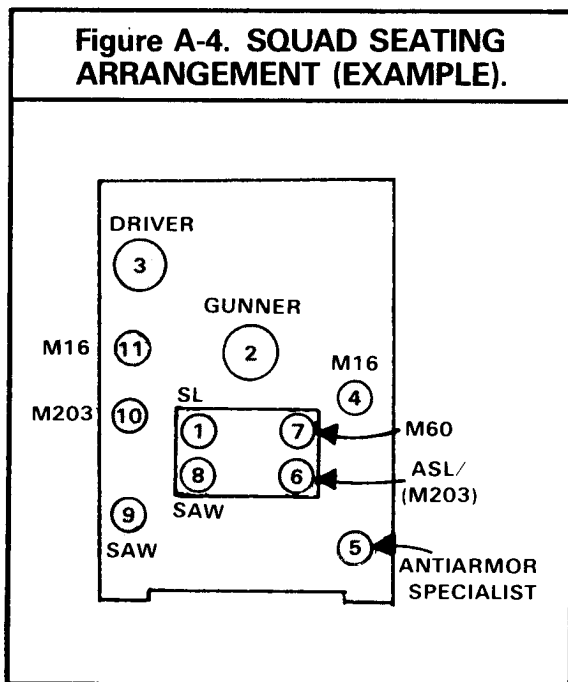 Figure A-4. SQUAD SEATING
ARRANGEMENT (EXAMPLE).
DRIVER
3
GUNNER
2
M16
11
M16
4
M203
10
SL
1
7
M60
8
6
ASL/
(M203)
SAW
9
SAW
5
ANTIARMOR
SPECIALIST